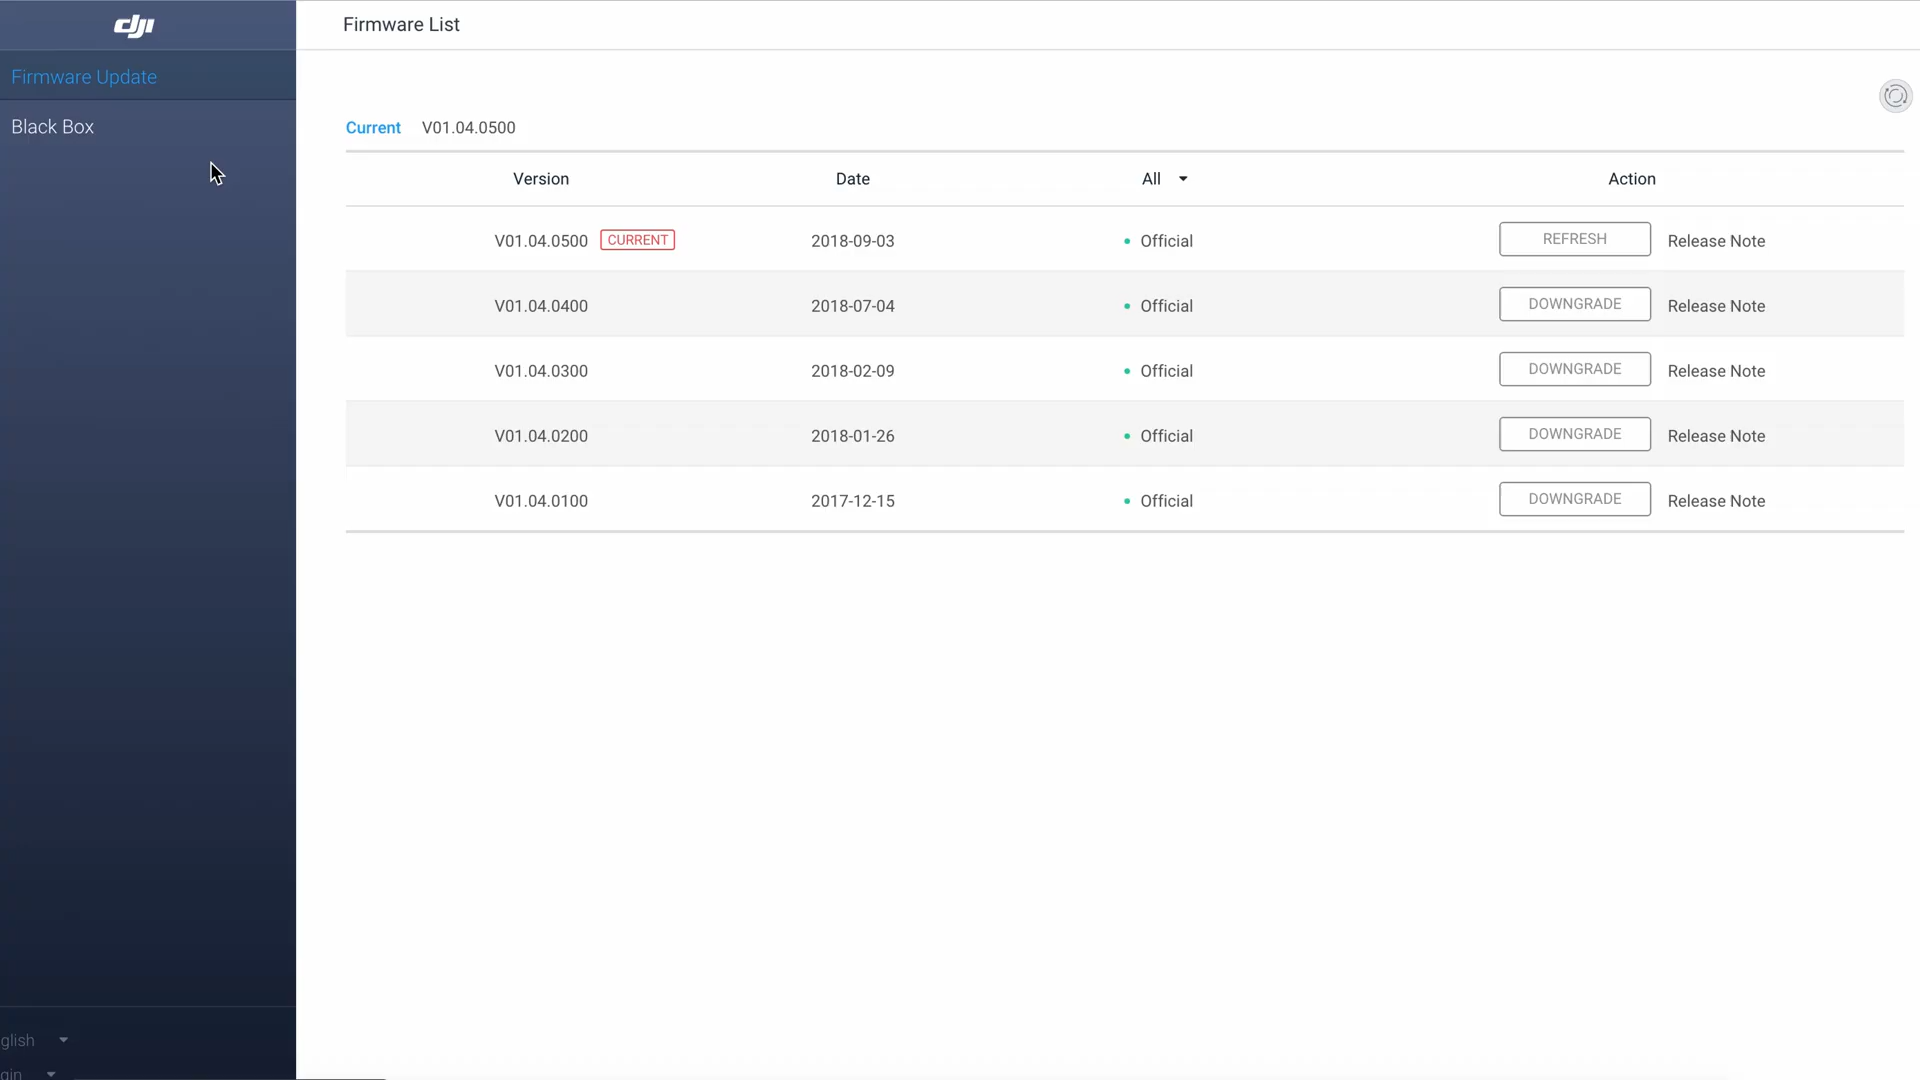 dji
Firmware List
Firmware Update
Black Box
Current V01.04.0500
Version Date All Action
V01.04.0500 CURRENT 2018-09-03 Official REFRESH Release Note
V01.04.0400 2018-07-04 Official DOWNGRADE Release Note
V01.04.0300 2018-02-09 Official DOWNGRADE Release Note
V01.04.0200 2018-01-26 Official DOWNGRADE Release Note
V01.04.0100 2017-12-15 Official DOWNGRADE Release Note
glish
gin